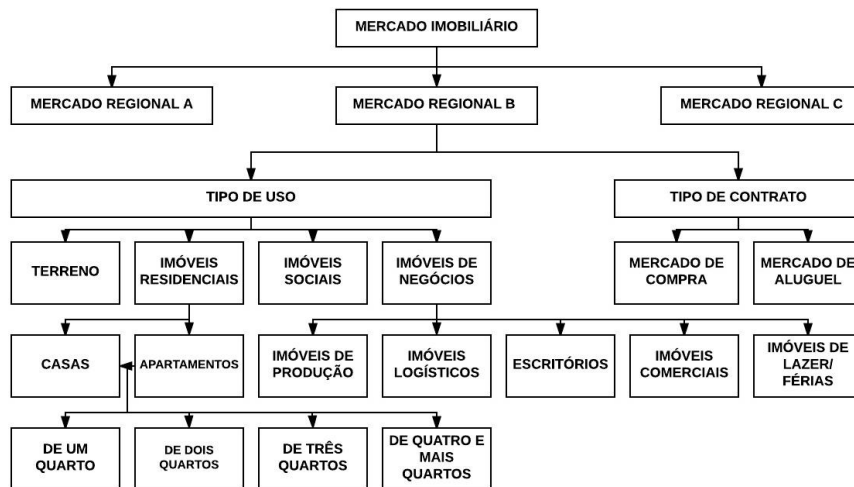 MERCADO IMOBILIÁRIO
MERCADO REGIONAL A
MERCADO REGIONAL B
MERCADO REGIONAL C
TIPO DE USO
TIPO DE CONTRATO
TERRENO
IMÓVEIS
RESIDENCIAIS
IMÓVEIS
SOCIAIS
IMÓVEIS DE
NEGÓCIOS
MERCADO DE
COMPRA
MERCADO DE
ALUGUEL
CASAS
APARTAMENTOS
IMÓVEIS DE
PRODUÇÃO
IMÓVEIS
LOGÍSTICOS
ESCRITÓRIOS
IMÓVEIS
COMERCIAIS
IMÓVEIS DE
LAZER/
FÉRIAS
DE UM
QUARTO
DE DOIS
QUARTOS
DE TRÊS
QUARTOS
DE QUATRO E
MAIS
QUARTOS